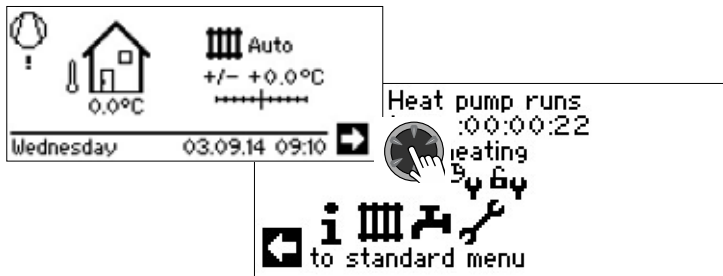 Auto
+/- +0.0°C
0.0°C
Wednesday 03.09.14 09:10
Heat pump runs
:00:00:22
eating
to standard menu